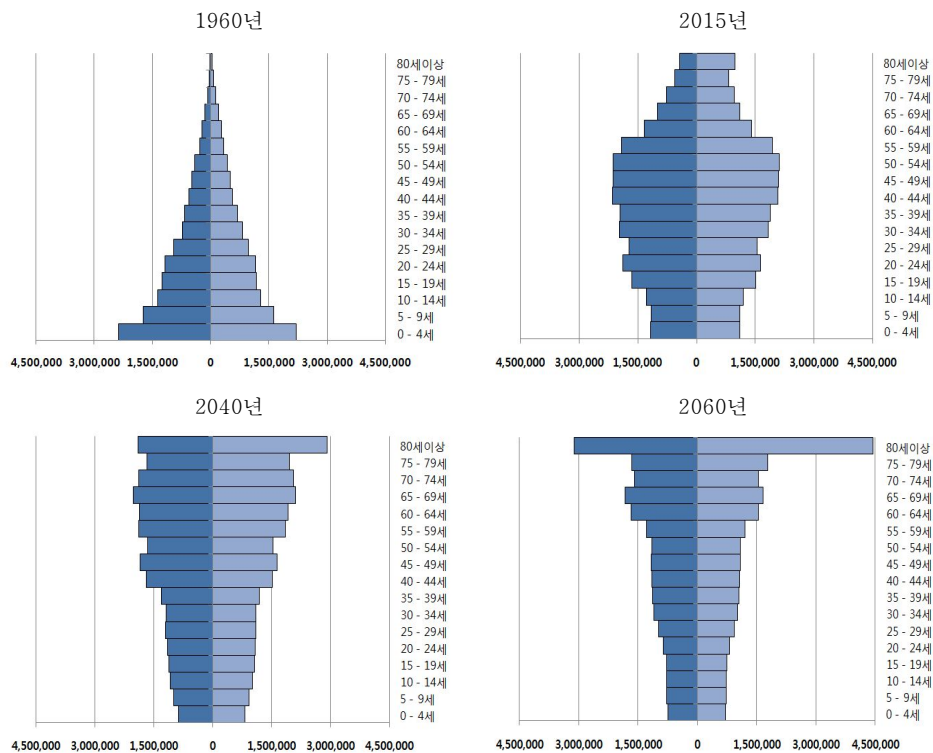 1960년
80세이상
75 - 79세
70 - 74세
65 - 69세
60 - 64세
55 - 59세
50 - 54세
45 - 49세
40 - 44세
35 - 39세
30 - 34세
25 - 29세
20 - 24세
15 - 19세
10 - 14세
5 - 9세
0 - 4세
4,500,000 3,000,000 1,500,000 0 1,500,000 3,000,000 4,500,000
2015년
80세이상
75 - 79세
70 - 74세
65 - 69세
60 - 64세
55 - 59세
50 - 54세
45 - 49세
40 - 44세
35 - 39세
30 - 34세
25 - 29세
20 - 24세
15 - 19세
10 - 14세
5 - 9세
0 - 4세
4,500,000 3,000,000 1,500,000 0 1,500,000 3,000,000 4,500,000
2040년
80세이상
75 - 79세
70 - 74세
65 - 69세
60 - 64세
55 - 59세
50 - 54세
45 - 49세
40 - 44세
35 - 39세
30 - 34세
25 - 29세
20 - 24세
15 - 19세
10 - 14세
5 - 9세
0 - 4세
4,500,000 3,000,000 1,500,000 0 1,500,000 3,000,000 4,500,000
2060년
80세이상
75 - 79세
70 - 74세
65 - 69세
60 - 64세
55 - 59세
50 - 54세
45 - 49세
40 - 44세
35 - 39세
30 - 34세
25 - 29세
20 - 24세
15 - 19세
10 - 14세
5 - 9세
0 - 4세
4,500,000 3,000,000 1,500,000 0 1,500,000 3,000,000 4,500,000